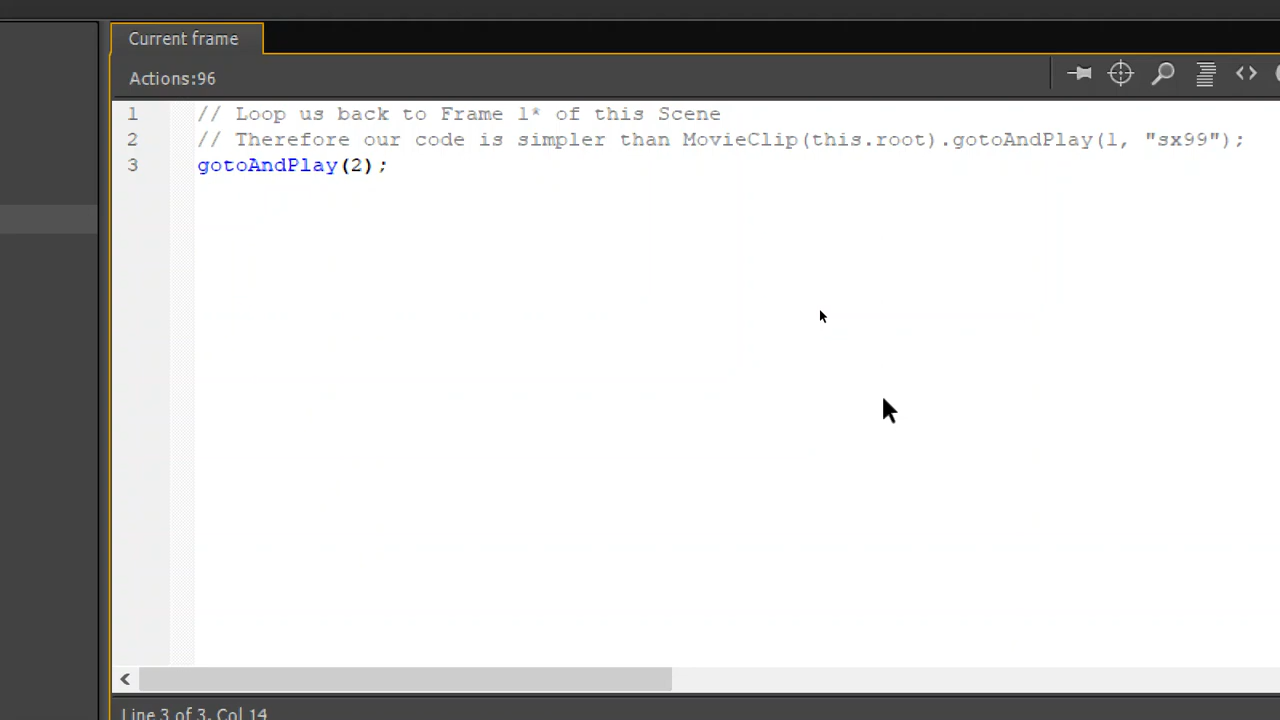 Current frame
Actions:96
1 // Loop us back to Frame 1* of this Scene
2 // Therefore our code is simpler than MovieClip(this.root).gotoAndPlay(1, "sx99");
3 gotoAndPlay(2);
Line 3 of 3, Col 14